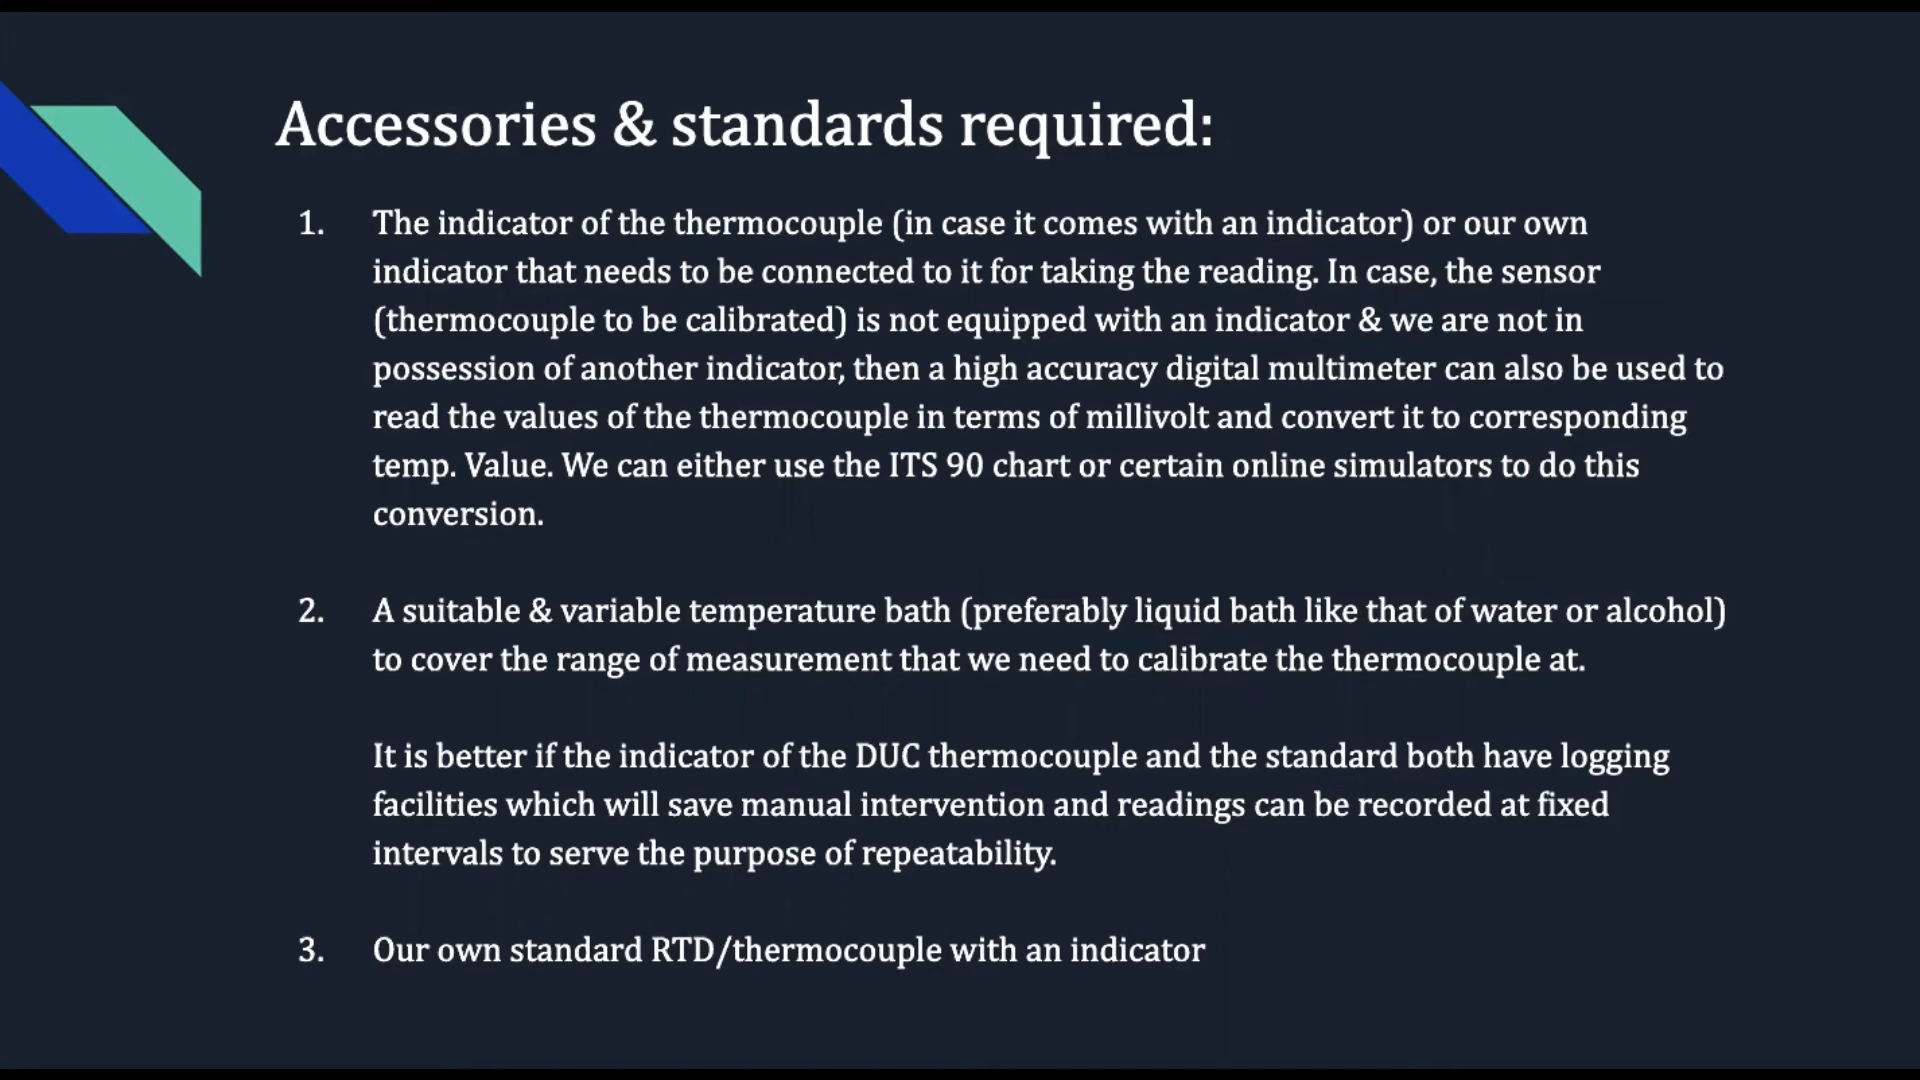 Accessories & standards required:
1. The indicator of the thermocouple (in case it comes with an indicator) or our own
indicator that needs to be connected to it for taking the reading. In case, the sensor
(thermocouple to be calibrated) is not equipped with an indicator & we are not in
possession of another indicator, then a high accuracy digital multimeter can also be used to
read the values of the thermocouple in terms of millivolt and convert it to corresponding
temp. Value. We can either use the ITS 90 chart or certain online simulators to do this
conversion.
2. A suitable & variable temperature bath (preferably liquid bath like that of water or alcohol)
to cover the range of measurement that we need to calibrate the thermocouple at.
It is better if the indicator of the DUC thermocouple and the standard both have logging
facilities which will save manual intervention and readings can be recorded at fixed
intervals to serve the purpose of repeatability.
3. Our own standard RTD/thermocouple with an indicator